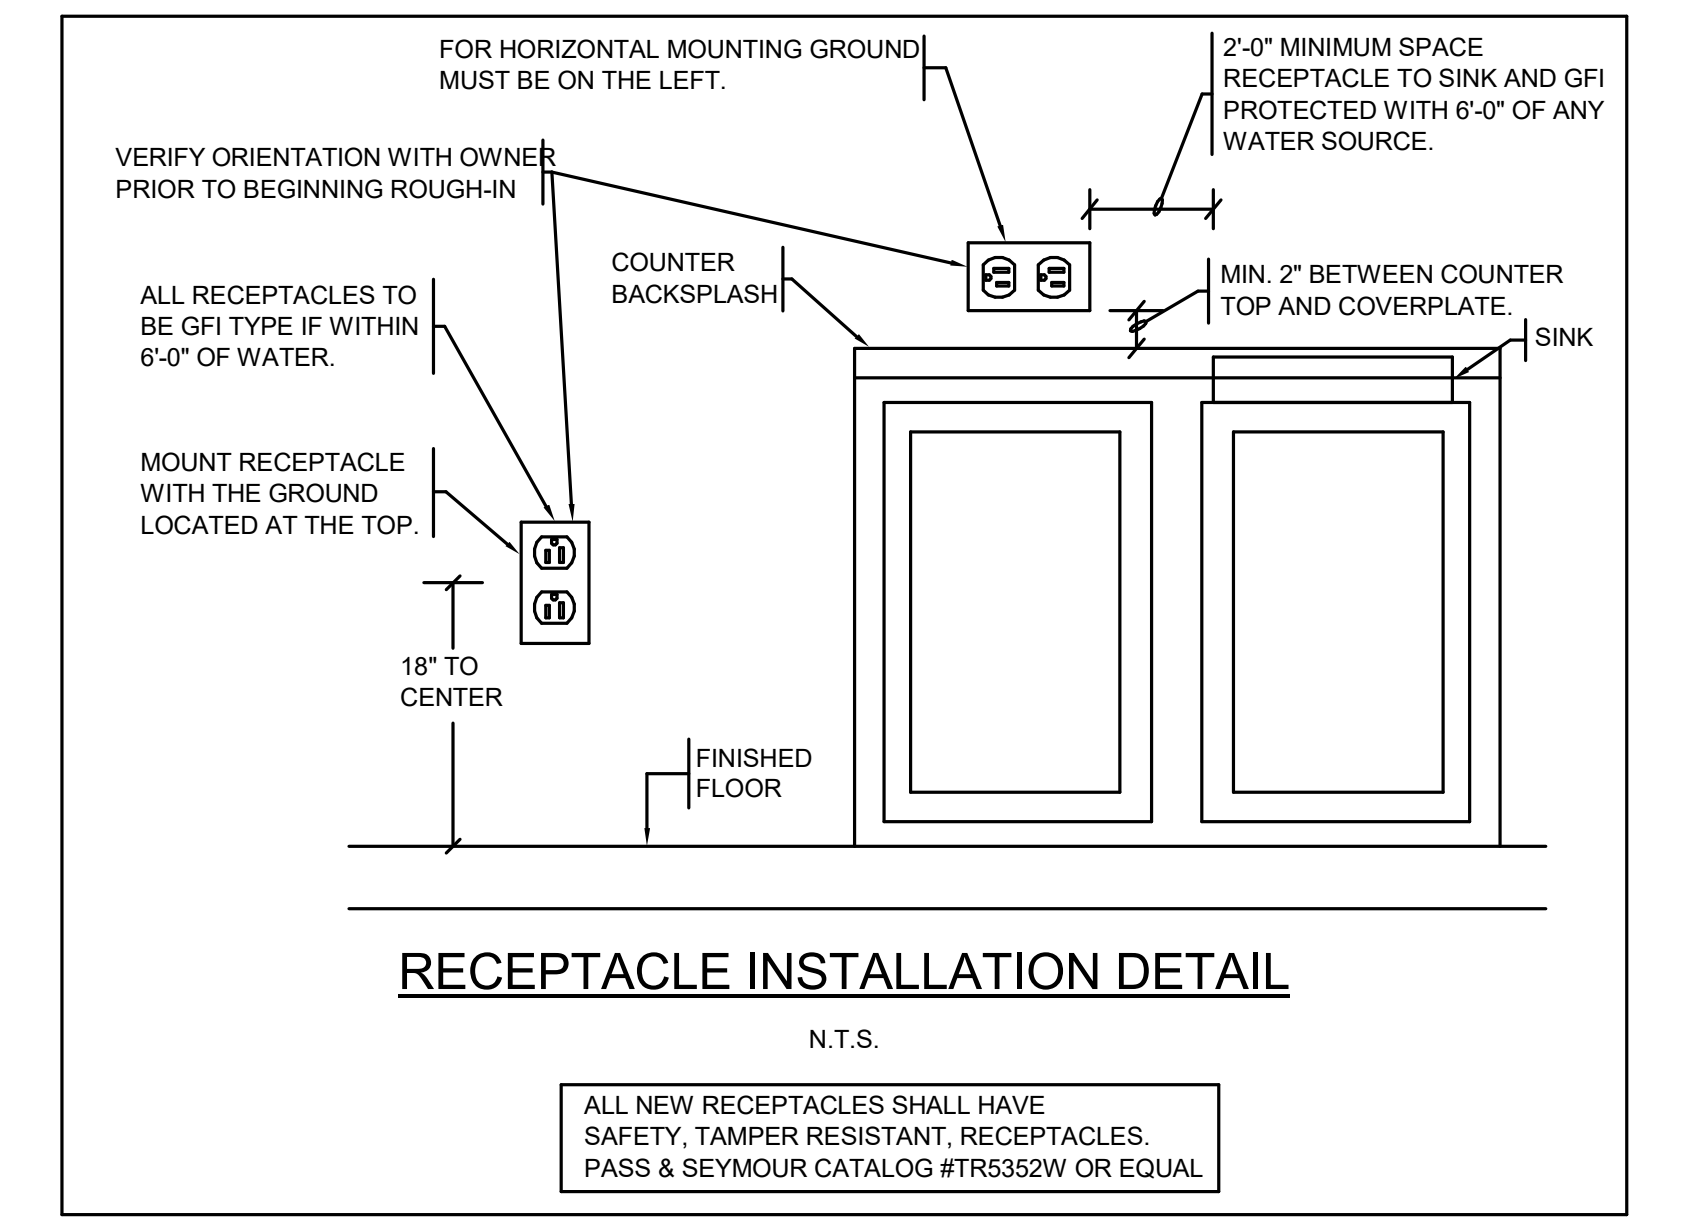 FOR HORIZONTAL MOUNTING GROUND
MUST BE ON THE LEFT.
2'-0" MINIMUM SPACE
RECEPTACLE TO SINK AND GFI
PROTECTED WITH 6'-0" OF ANY
WATER SOURCE.
VERIFY ORIENTATION WITH OWNER
PRIOR TO BEGINNING ROUGH-IN
COUNTER
BACKSPLASH
MIN. 2" BETWEEN COUNTER
TOP AND COVERPLATE.
ALL RECEPTACLES TO
BE GFI TYPE IF WITHIN
6'-0" OF WATER.
SINK
MOUNT RECEPTACLE
WITH THE GROUND
LOCATED AT THE TOP.
18" TO
CENTER
FINISHED
FLOOR
RECEPTACLE INSTALLATION DETAIL
N.T.S.
ALL NEW RECEPTACLES SHALL HAVE
SAFETY, TAMPER RESISTANT, RECEPTACLES.
PASS & SEYMOUR CATALOG #TR5352W OR EQUAL